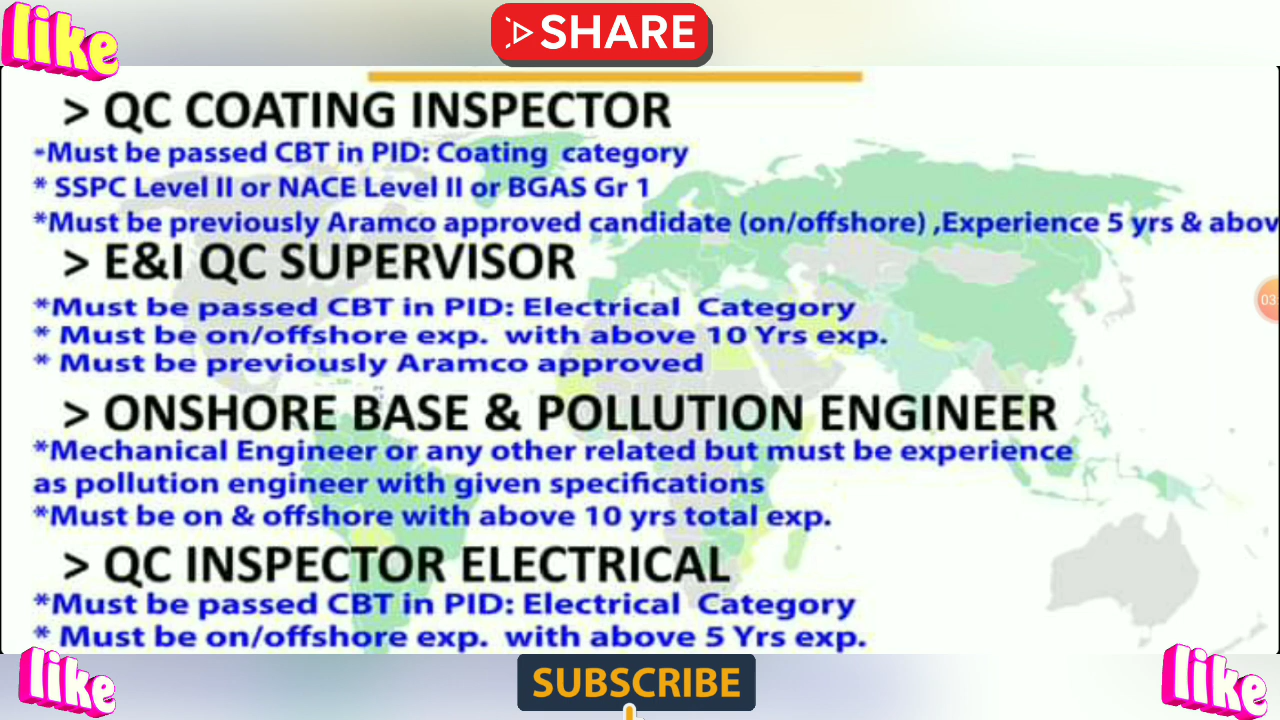 like
SHARE
> QC COATING INSPECTOR
-Must be passed CBT in PID: Coating category
* SSPC Level II or NACE Level II or BGAS Gr 1
*Must be previously Aramco approved candidate (on/offshore) ,Experience 5 yrs & abov
> E&I QC SUPERVISOR
03
*Must be passed CBT in PID: Electrical Category
* Must be on/offshore exp. with above 10 Yrs exp.
* Must be previously Aramco approved
> ONSHORE BASE & POLLUTION ENGINEER
*Mechanical Engineer or any other related but must be experience
as pollution engineer with given specifications
*Must be on & offshore with above 10 yrs total exp.
> QC INSPECTOR ELECTRICAL
*Must be passed CBT in PID: Electrical Category
* Must be on/offshore exp. with above 5 Yrs exp.
like
SUBSCRIBE
like